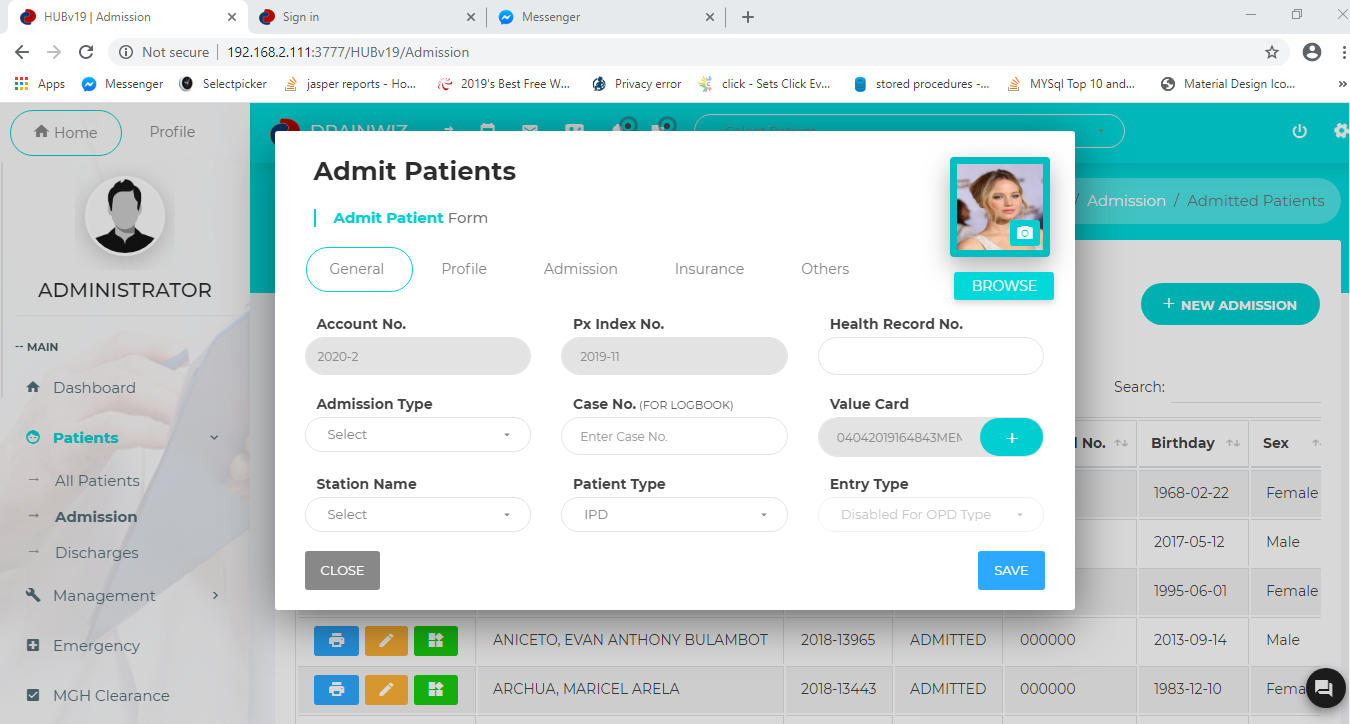 HUBv19 | Admission
Sign in
Messenger
Not secure | 192.168.2.111:3777/HUBv19/Admission
Apps Messenger Selectpicker jasper reports - Ho... 2019's Best Free W... Privacy error click - Sets Click Ev... stored procedures -... MYSql Top 10 and... Material Design Ico... »
Home Profile
Admit Patients
Admit Patient Form
/ Admission / Admitted Patients
General Profile Admission Insurance Others
BROWSE
ADMINISTRATOR
+ NEW ADMISSION
Account No. Px Index No. Health Record No.
2020-2 2019-11
-- MAIN
Dashboard
Search:
Admission Type Case No. (FOR LOGBOOK) Value Card
Select Enter Case No. 04042019164843MEM +
Patients
No. Birthday Sex
All Patients
Station Name Patient Type Entry Type
1968-02-22 Female
Select IPD Disabled For OPD Type
Admission
2017-05-12 Male
Discharges
CLOSE SAVE
Management
1995-06-01 Female
Emergency
ANICETO, EVAN ANTHONY BULAMBOT 2018-13965 ADMITTED 000000 2013-09-14 Male
MGH Clearance
ARCHUA, MARICEL ARELA 2018-13443 ADMITTED 000000 1983-12-10 Fema